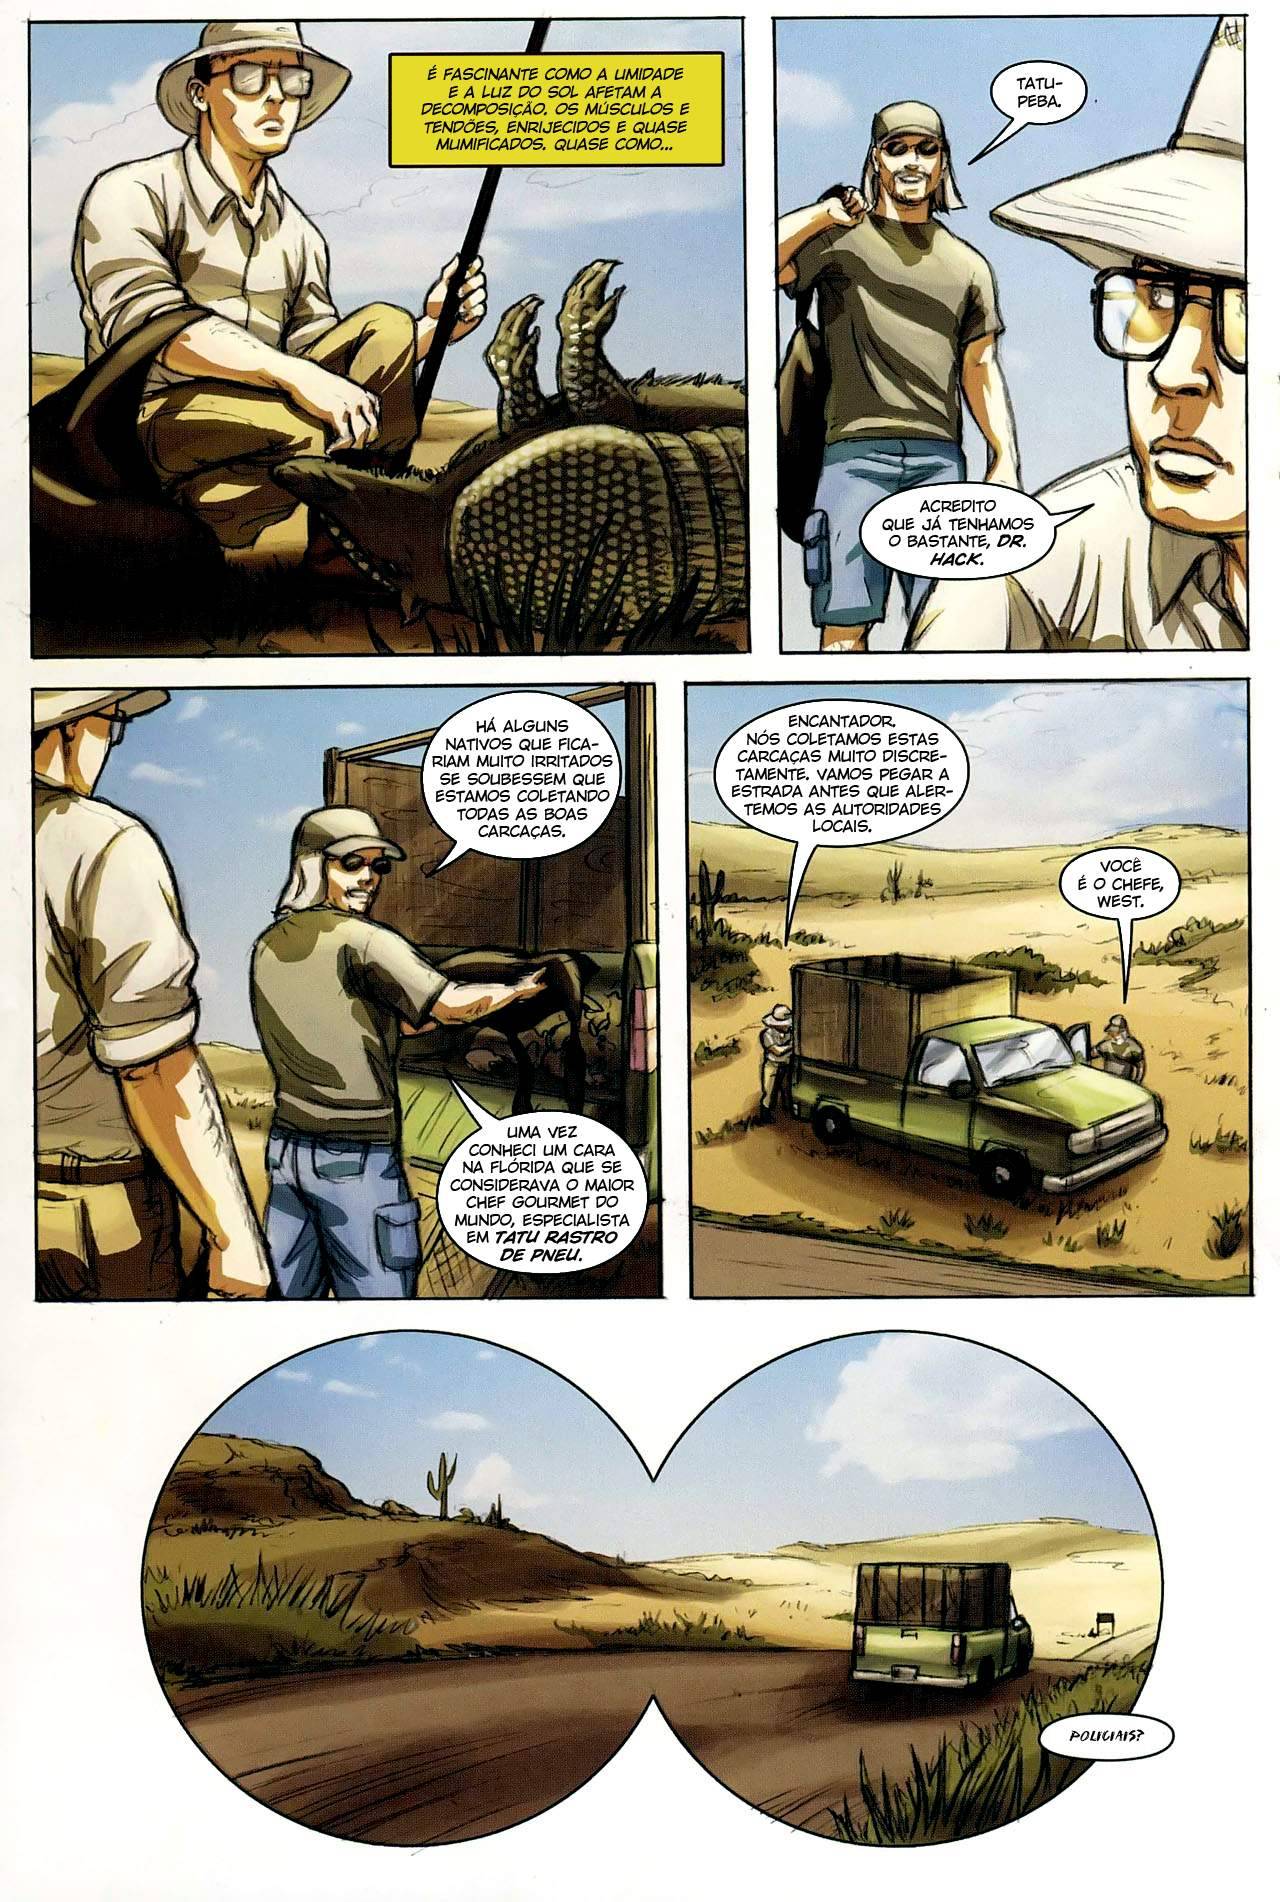 É FASCINANTE COMO A UMIDADE
E A LUZ DO SOL AFETAM A
DECOMPOSIÇÃO. OS MÚSCULOS E
TENDÕES, ENRIJECIDOS E QUASE
MUMIFICADOS. QUASE COMO...
TATU-
PEBA.
ACREDITO
QUE JÁ TENHAMOS
O BASTANTE, DR.
HACK.
HÁ ALGUNS
NATIVOS QUE FICA-
RIAM MUITO IRRITADOS
SE SOUBESSEM QUE
ESTAMOS COLETANDO
TODAS AS BOAS
CARCAÇAS.
UMA VEZ
CONHECI UM CARA
NA FLÓRIDA QUE SE
CONSIDERAVA O MAIOR
CHEF GOURMET DO
MUNDO, ESPECIALISTA
EM TATU RASTRO
DE PNEU.
ENCANTADOR.
NÓS COLETAMOS ESTAS
CARCAÇAS MUITO DISCRE-
TAMENTE. VAMOS PEGAR A
ESTRADA ANTES QUE ALER-
TEMOS AS AUTORIDADES
LOCAIS.
VOCÊ
É O CHEFE,
WEST.
POLICIAIS?